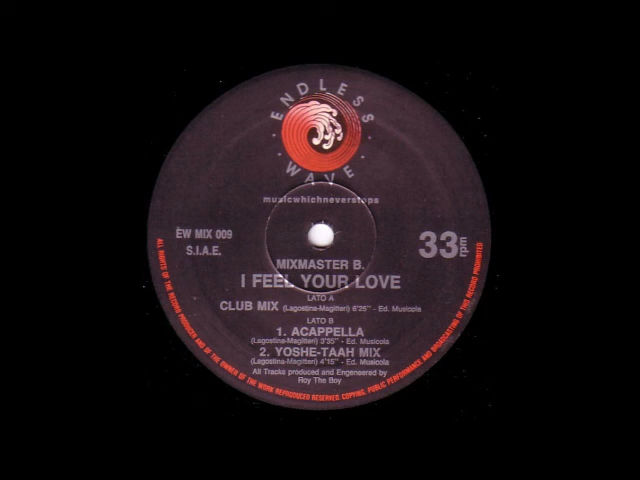 ENDLESS
WAVE
musicwhichneverstops
EW MIX 009
S.I.A.E.
33 rpm
MIXMASTER B.
I FEEL YOUR LOVE
LATO A
CLUB MIX (Lagostina-Magitteri) 6'25'' - Ed. Musicola
LATO B
1. ACAPPELLA
(Lagostina-Magitteri) 3'35'' - Ed. Musicola
2. YOSHE-TAAH MIX
(Lagostina-Magitteri) 4'15'' - Ed. Musicola
All Tracks produced and Engeneered by
Roy The Boy
ALL RIGHTS OF THE RECORD PRODUCER AND OF THE OWNER OF THE WORK REPRODUCED RESERVED. COPYING, PUBLIC PERFORMANCE AND BROADCASTING OF THIS RECORD PROHIBITED